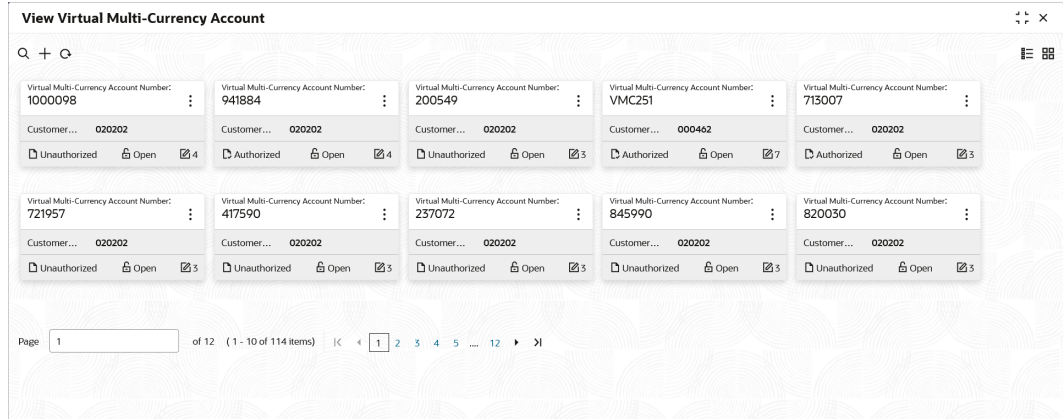 View Virtual Multi-Currency Account
Virtual Multi-Currency Account Number:
1000098
Customer... 020202
Unauthorized Open 4
Virtual Multi-Currency Account Number:
941884
Customer... 020202
Authorized Open 4
Virtual Multi-Currency Account Number:
200549
Customer... 020202
Unauthorized Open 3
Virtual Multi-Currency Account Number:
VMC251
Customer... 000462
Authorized Open 7
Virtual Multi-Currency Account Number:
713007
Customer... 020202
Authorized Open 3
Virtual Multi-Currency Account Number:
721957
Customer... 020202
Unauthorized Open 3
Virtual Multi-Currency Account Number:
417590
Customer... 020202
Unauthorized Open 3
Virtual Multi-Currency Account Number:
237072
Customer... 020202
Unauthorized Open 3
Virtual Multi-Currency Account Number:
845990
Customer... 020202
Unauthorized Open 3
Virtual Multi-Currency Account Number:
820030
Customer... 020202
Unauthorized Open 3
Page 1 of 12 (1 - 10 of 114 items) 1 2 3 4 5 .... 12